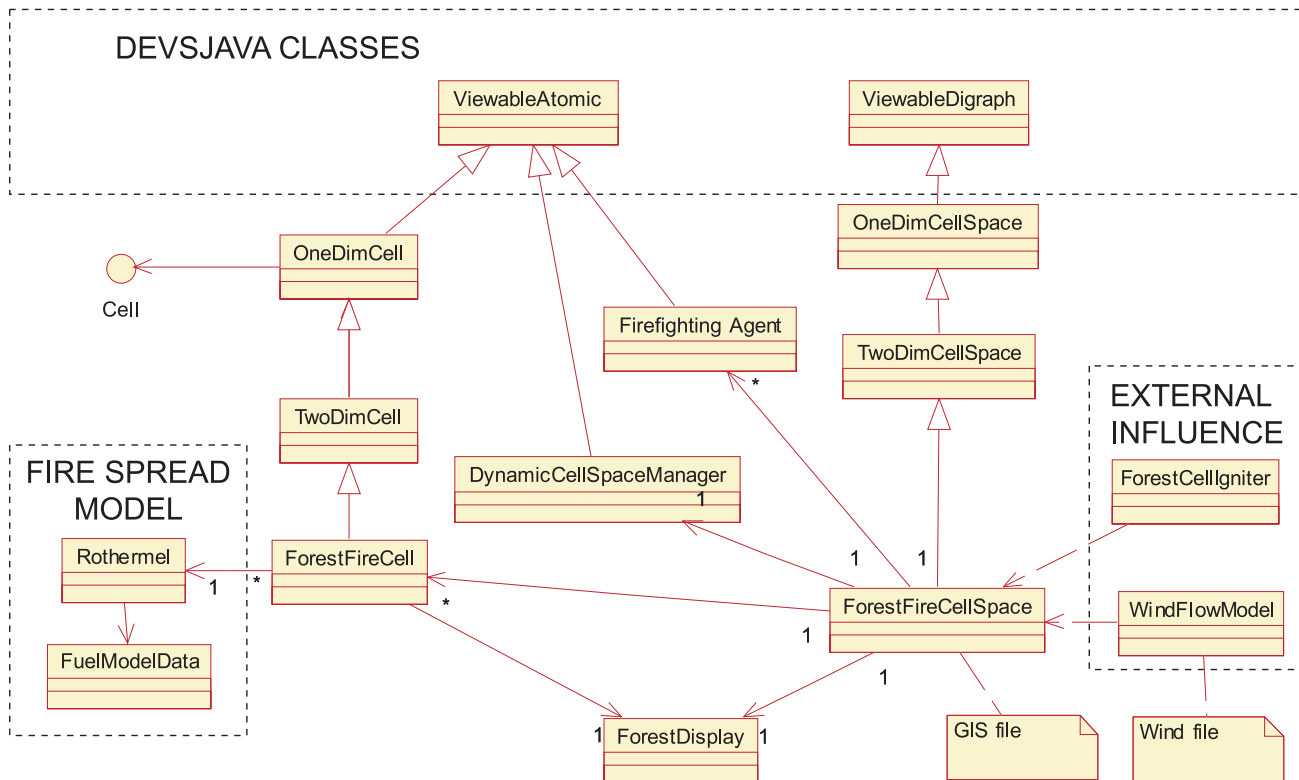 DEVSJAVA CLASSES
ViewableAtomic
ViewableDigraph
OneDimCell
OneDimCellSpace
Cell
Firefighting Agent
*
TwoDimCellSpace
TwoDimCell
EXTERNAL
INFLUENCE
FIRE SPREAD
MODEL
DynamicCellSpaceManager
1
ForestCellIgniter
Rothermel
1
*
ForestFireCell
*
1
1
ForestFireCellSpace
1
1
WindFlowModel
FuelModelData
1
ForestDisplay
1
GIS file
Wind file